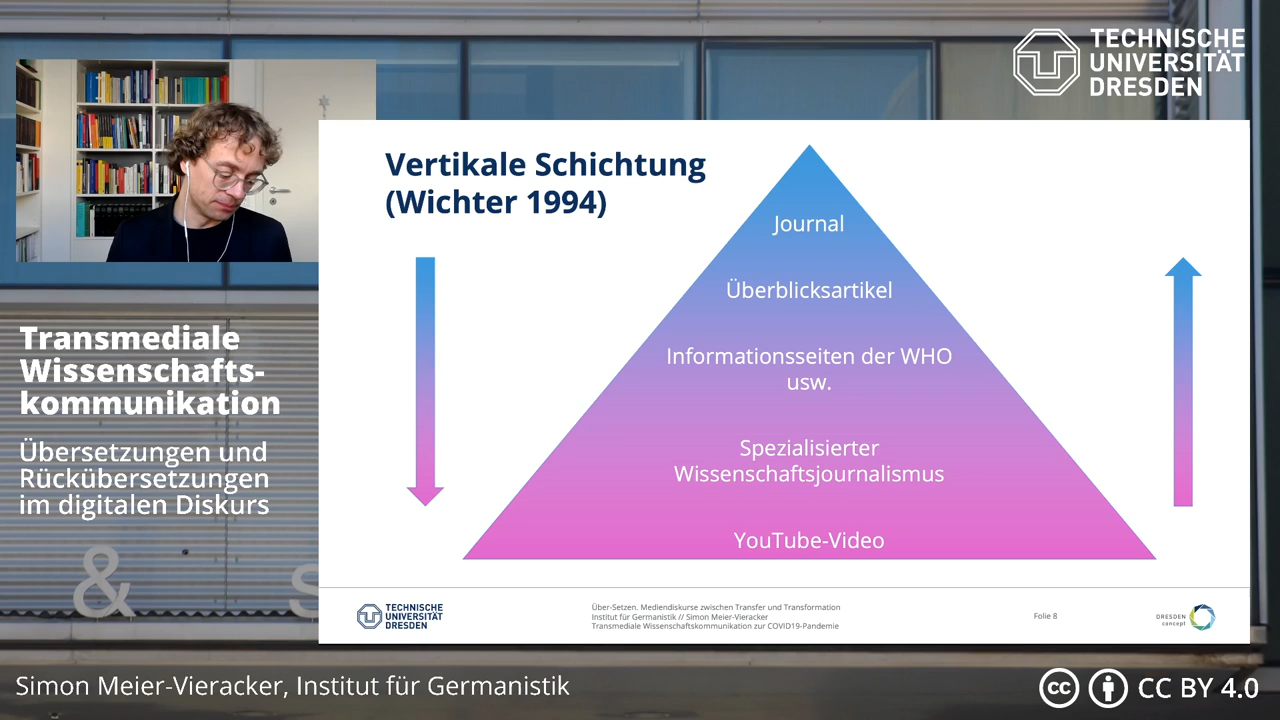 TECHNISCHE
UNIVERSITÄT
DRESDEN
Vertikale Schichtung
(Wichter 1994)
Journal
Überblicksartikel
Informationsseiten der WHO
usw.
Spezialisierter
Wissenschaftsjournalismus
YouTube-Video
Transmediale
Wissenschafts-
kommunikation
Übersetzungen und
Rückübersetzungen
im digitalen Diskurs
&
s
TECHNISCHE
UNIVERSITÄT
DRESDEN
Über-Setzen. Mediendiskurse zwischen Transfer und Transformation
Institut für Germanistik // Simon Meier-Vieracker
Transmediale Wissenschaftskommunikation zur COVID19-Pandemie
Folie 8
DRESDEN
concept
Simon Meier-Vieracker, Institut für Germanistik
cc
CC BY 4.0